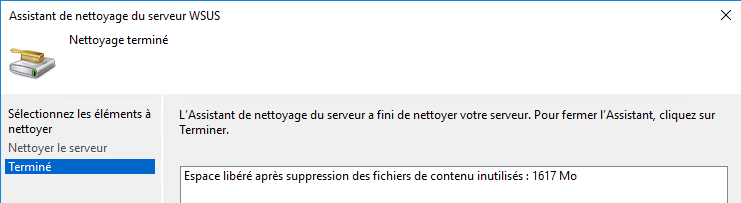 Assistant de nettoyage du serveur WSUS
Nettoyage terminé
Sélectionnez les éléments à
nettoyer
Nettoyer le serveur
Terminé
L'Assistant de nettoyage du serveur a fini de nettoyer votre serveur. Pour fermer l'Assistant, cliquez sur
Terminer.
Espace libéré après suppression des fichiers de contenu inutilisés : 1617 Mo